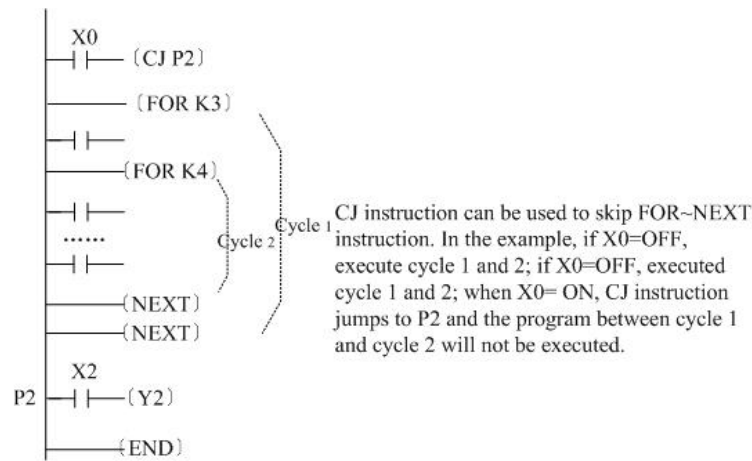 X0
(CJ P2)
(FOR K3)
(FOR K4)
Cycle 2
Cycle 1
......
(NEXT)
(NEXT)
X2
P2
(Y2)
(END)
CJ instruction can be used to skip FOR~NEXT
instruction. In the example, if X0=OFF,
execute cycle 1 and 2; if X0=OFF, executed
cycle 1 and 2; when X0= ON, CJ instruction
jumps to P2 and the program between cycle 1
and cycle 2 will not be executed.